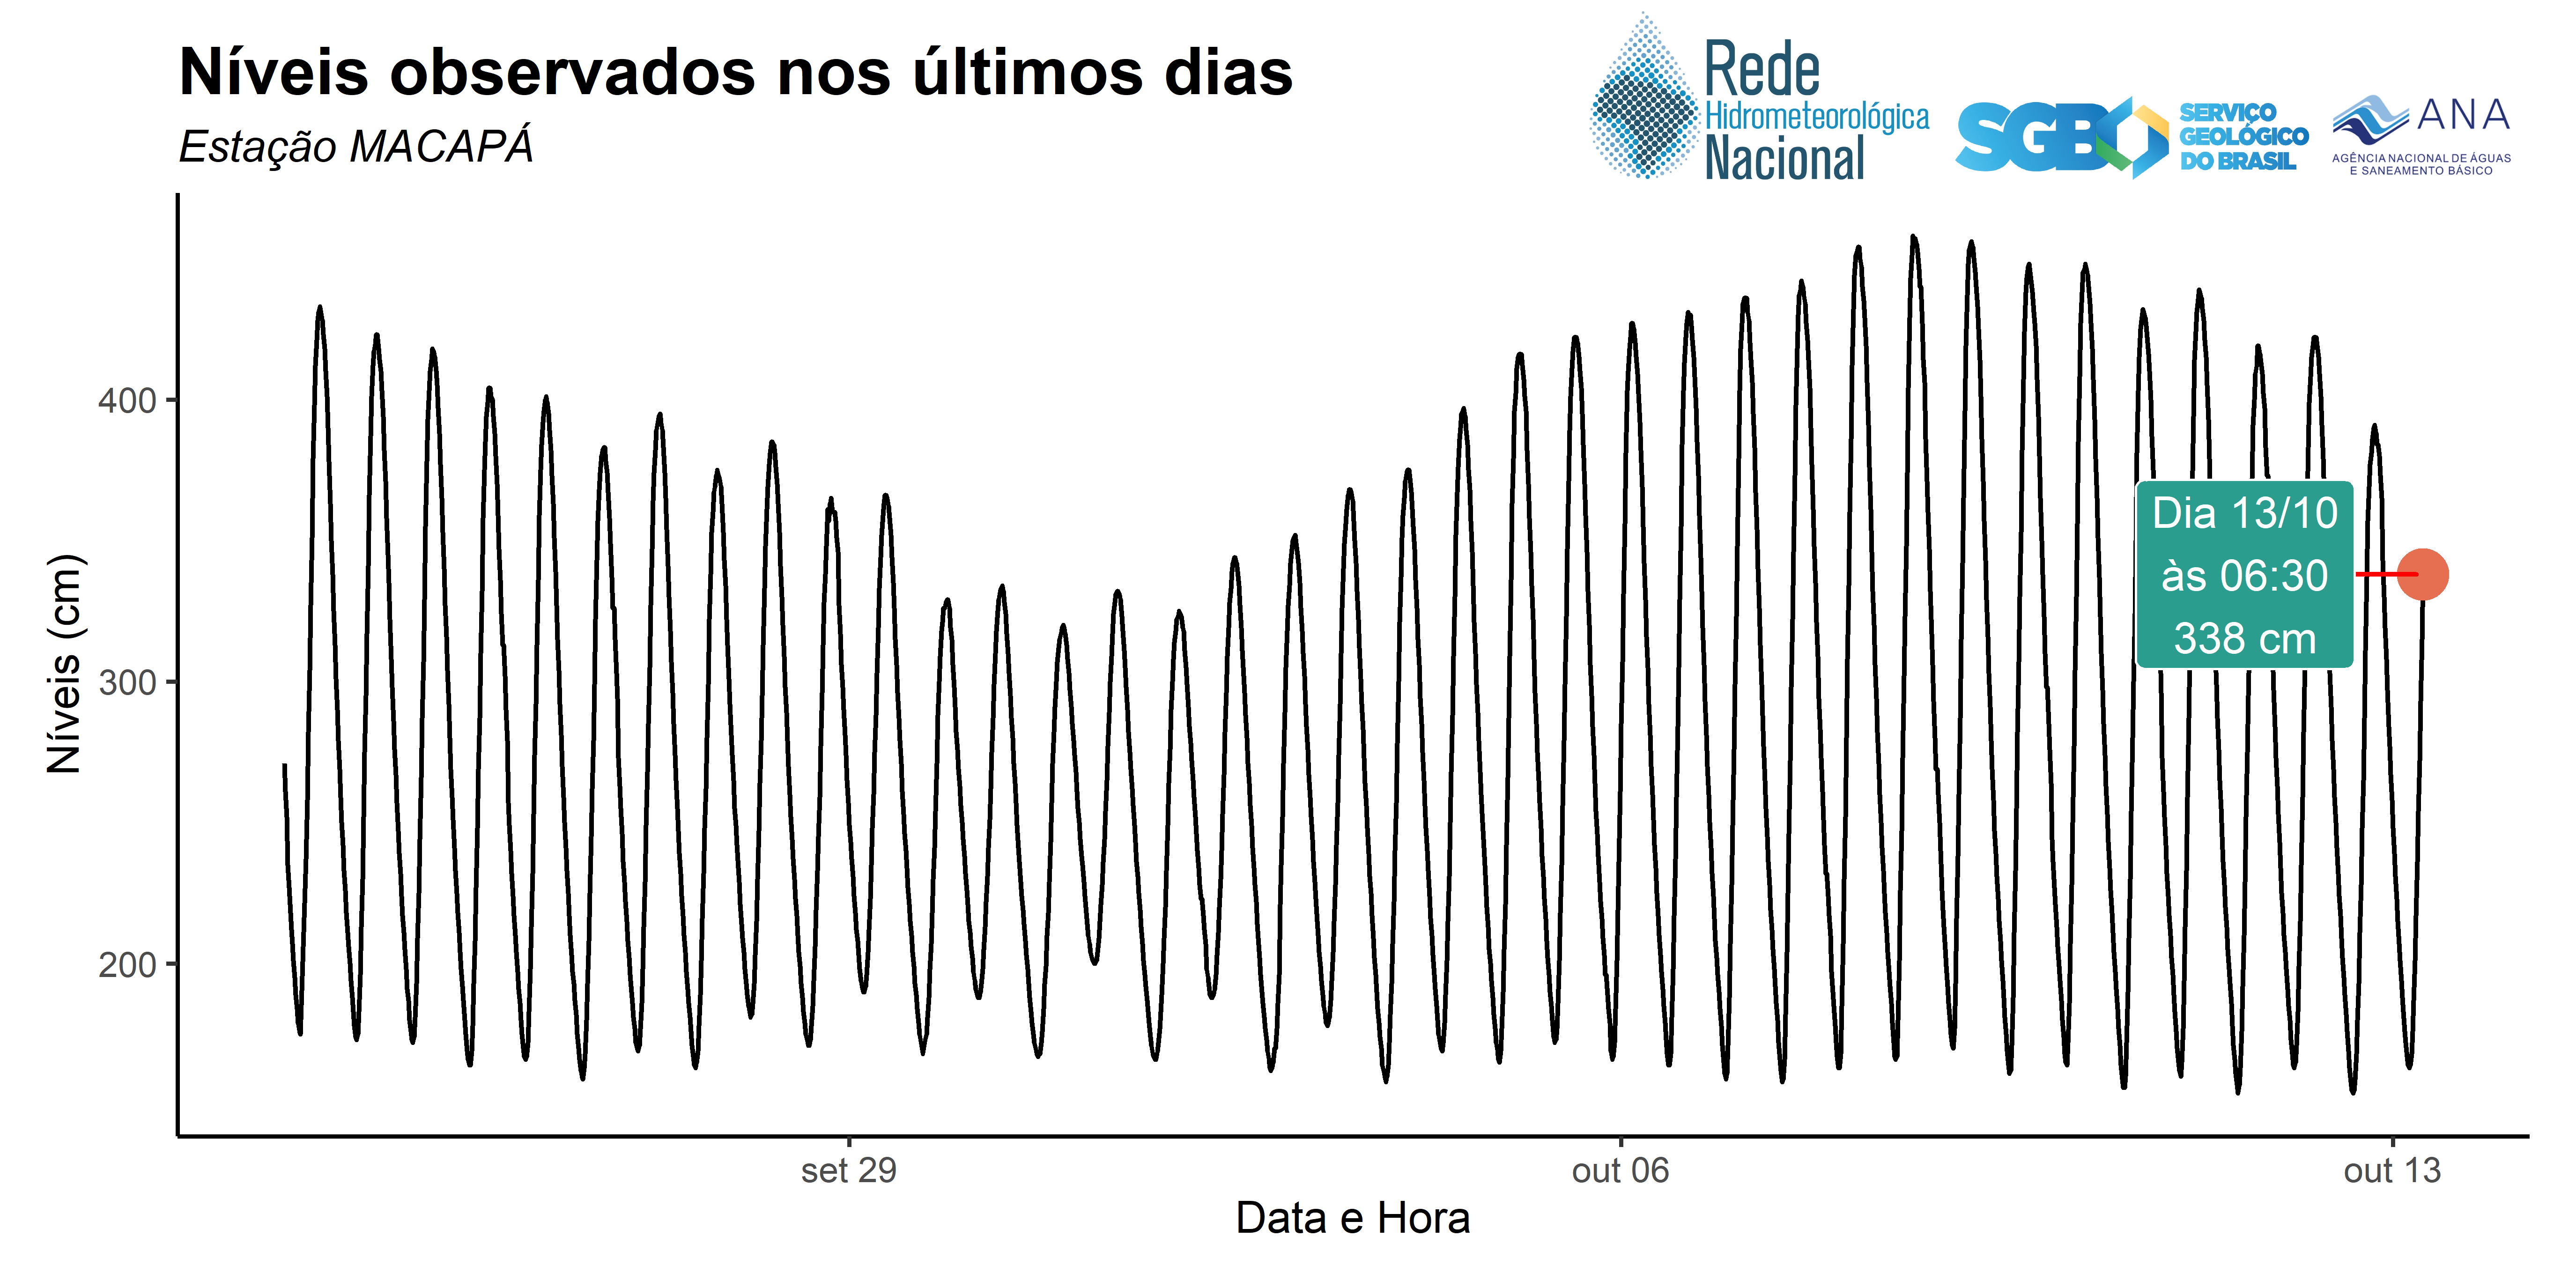 Níveis observados nos últimos dias
Estação MACAPÁ
Rede
Hidrometeorológica
Nacional
SGB
SERVIÇO
GEOLÓGICO
DO BRASIL
ANA
AGÊNCIA NACIONAL DE ÁGUAS
E SANEAMENTO BÁSICO
Níveis (cm)
400
300
200
Dia 13/10
às 06:30
338 cm
set 29
out 06
out 13
Data e Hora